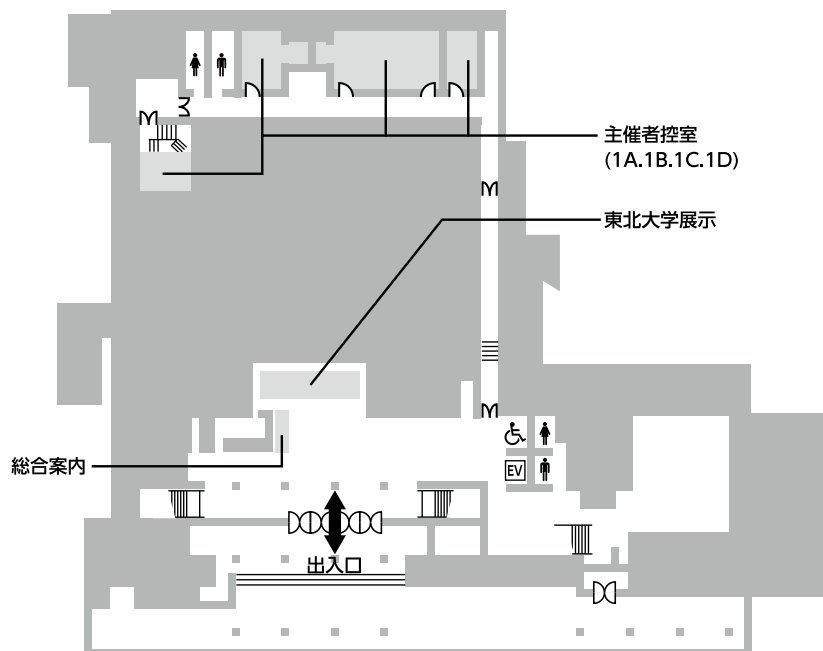 主催者控室
(1A.1B.1C.1D)
東北大学展示
総合案内
EV
出入口